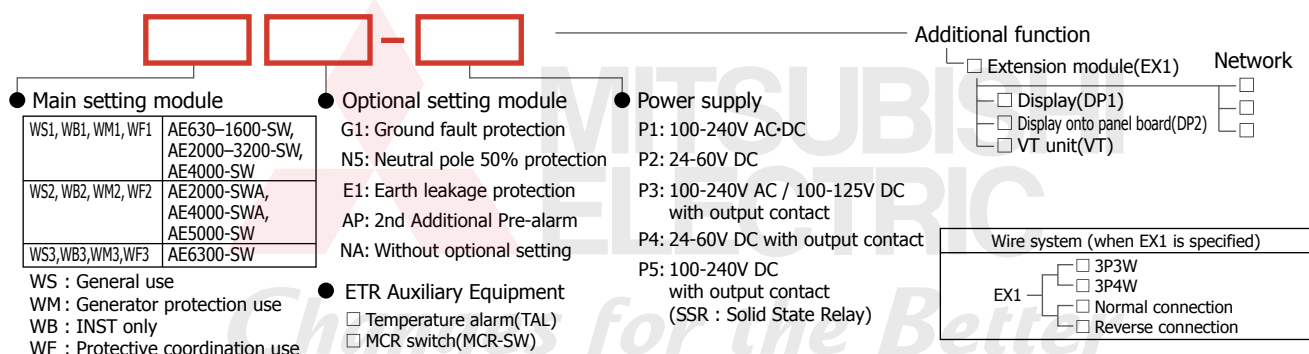 Additional function
Extension module(EX1)
Network
Display(DP1)
Display onto panel board(DP2)
VT unit(VT)
Main setting module
WS1, WB1, WM1, WF1
AE630–1600-SW,
AE2000–3200-SW,
AE4000-SW
WS2, WB2, WM2, WF2
AE2000-SWA,
AE4000-SWA,
AE5000-SW
WS3,WB3,WM3,WF3
AE6300-SW
WS : General use
WM : Generator protection use
WB : INST only
WF : Protective coordination use
Optional setting module
G1: Ground fault protection
N5: Neutral pole 50% protection
E1: Earth leakage protection
AP: 2nd Additional Pre-alarm
NA: Without optional setting
ETR Auxiliary Equipment
Temperature alarm(TAL)
MCR switch(MCR-SW)
Power supply
P1: 100-240V AC•DC
P2: 24-60V DC
P3: 100-240V AC / 100-125V DC
with output contact
P4: 24-60V DC with output contact
P5: 100-240V DC
with output contact
(SSR : Solid State Relay)
Wire system (when EX1 is specified)
EX1
3P3W
3P4W
Normal connection
Reverse connection
MITSUBISHI
ELECTRIC
Changes for the Better